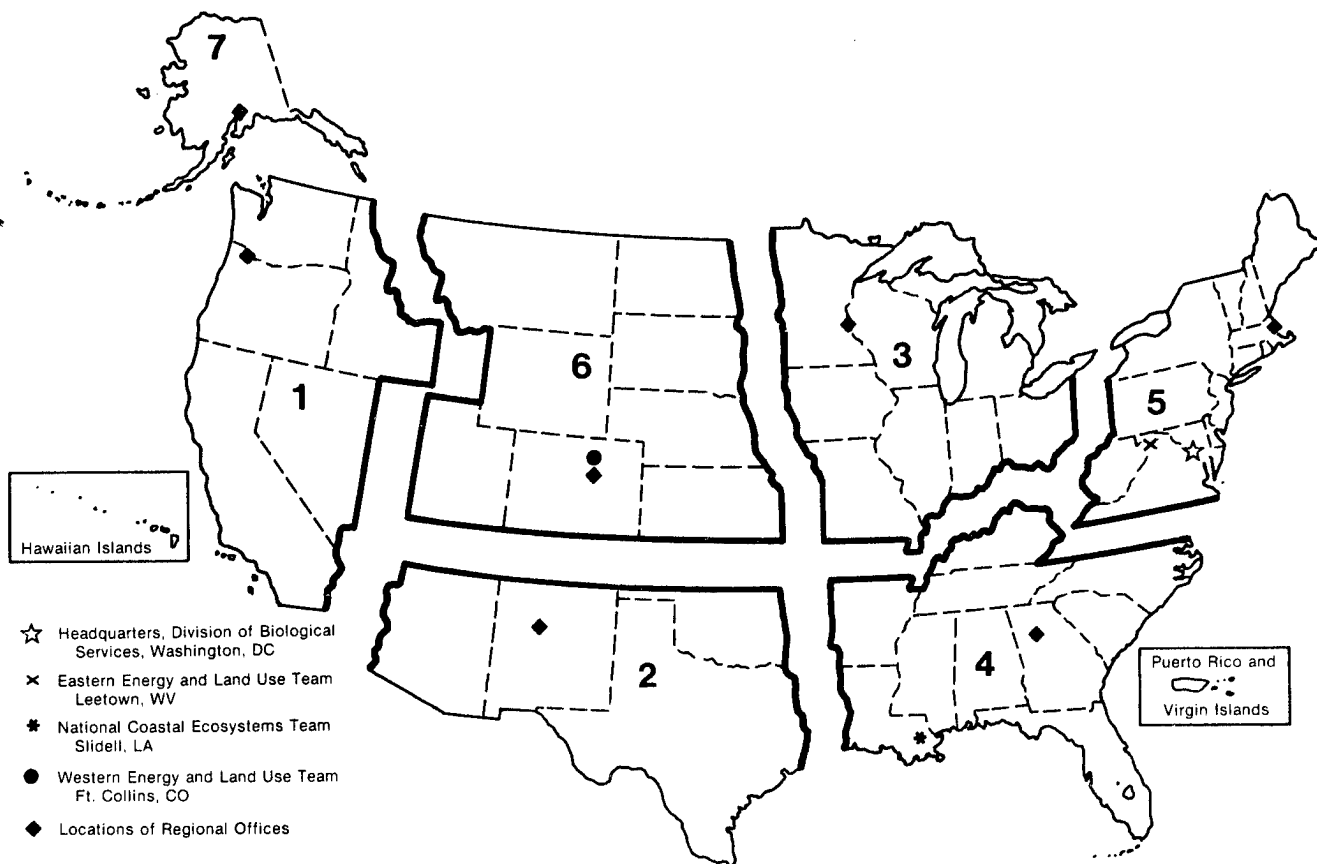 7
3
6
1
5
Hawaiian Islands
☆ Headquarters, Division of Biological
Services, Washington, DC
× Eastern Energy and Land Use Team
Leetown, WV
* National Coastal Ecosystems Team
Slidell, LA
● Western Energy and Land Use Team
Ft. Collins, CO
◆ Locations of Regional Offices
2
4
Puerto Rico and
Virgin Islands